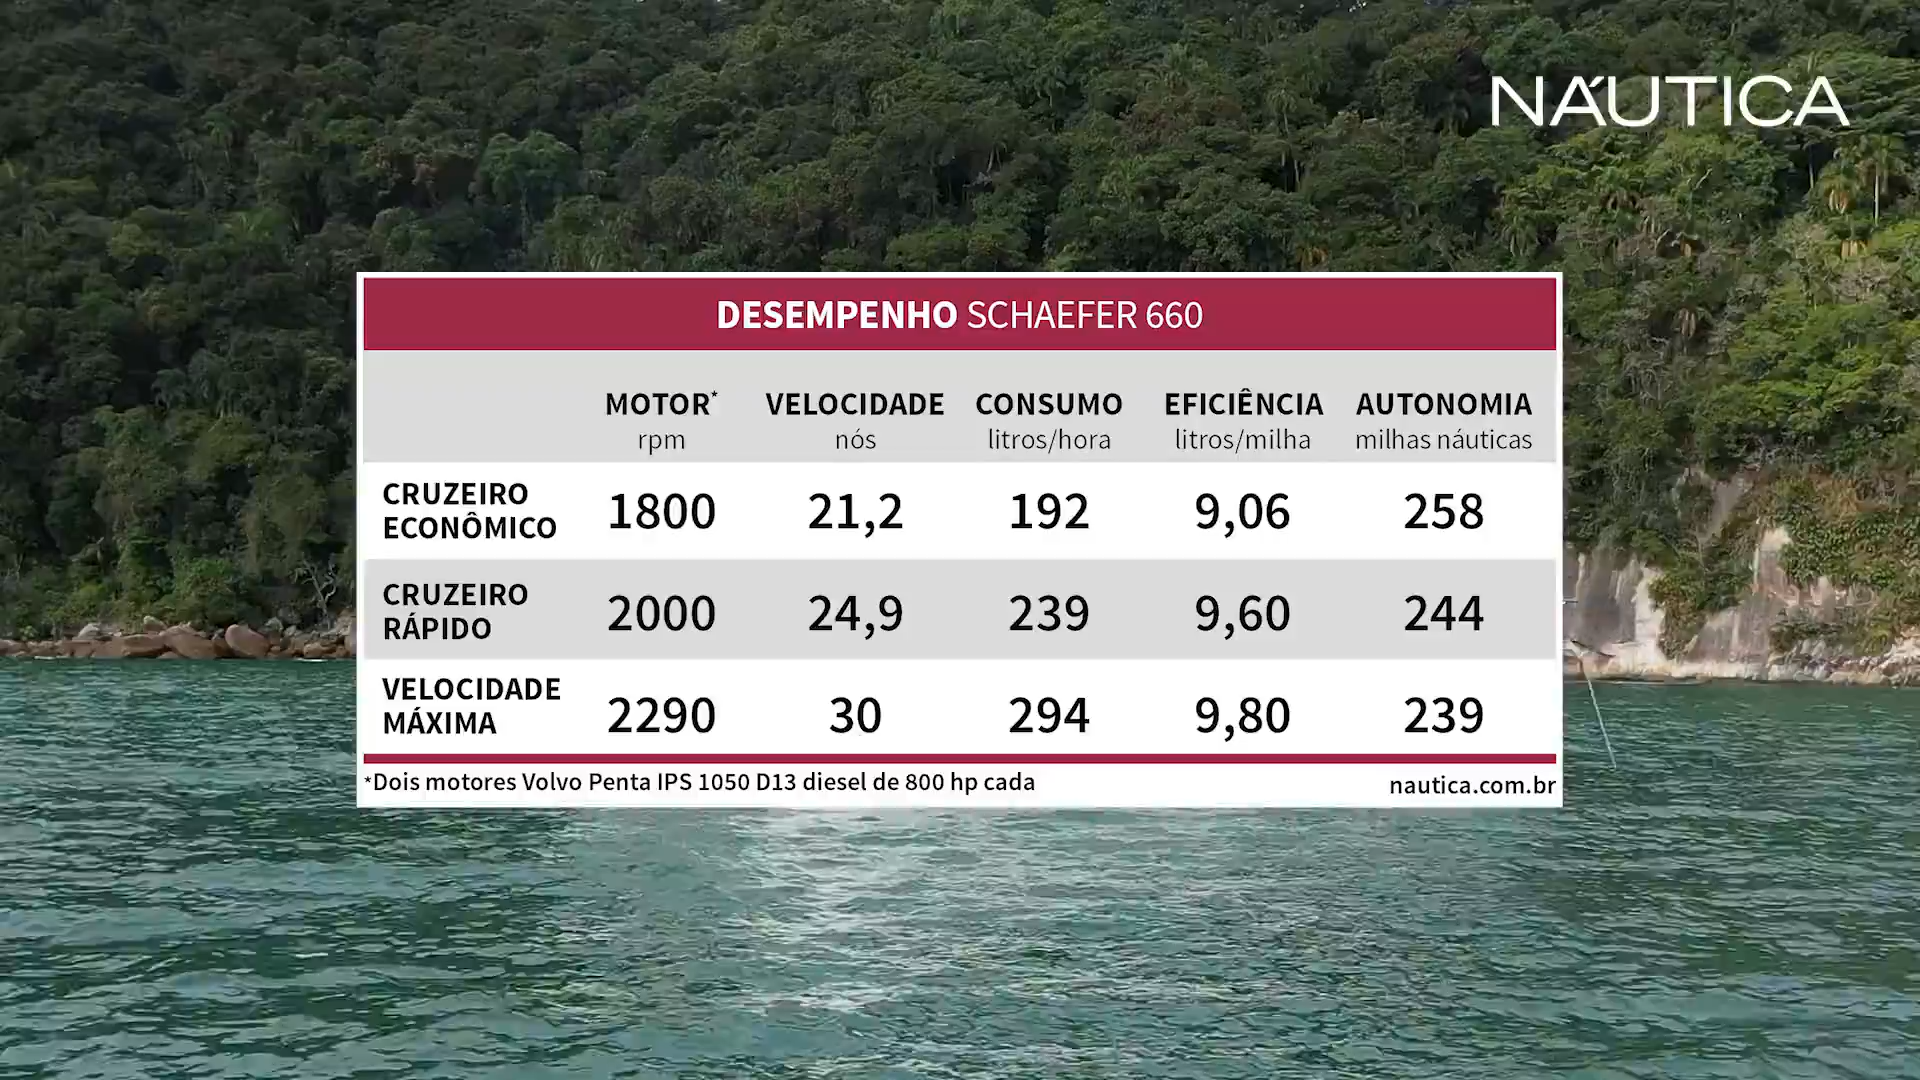 NÁUTICA
DESEMPENHO SCHAEFER 660
MOTOR* VELOCIDADE CONSUMO EFICIÊNCIA AUTONOMIA
rpm nós litros/hora litros/milha milhas náuticas
CRUZEIRO
ECONÔMICO 1800 21,2 192 9,06 258
CRUZEIRO
RÁPIDO 2000 24,9 239 9,60 244
VELOCIDADE
MÁXIMA 2290 30 294 9,80 239
*Dois motores Volvo Penta IPS 1050 D13 diesel de 800 hp cada
nautica.com.br